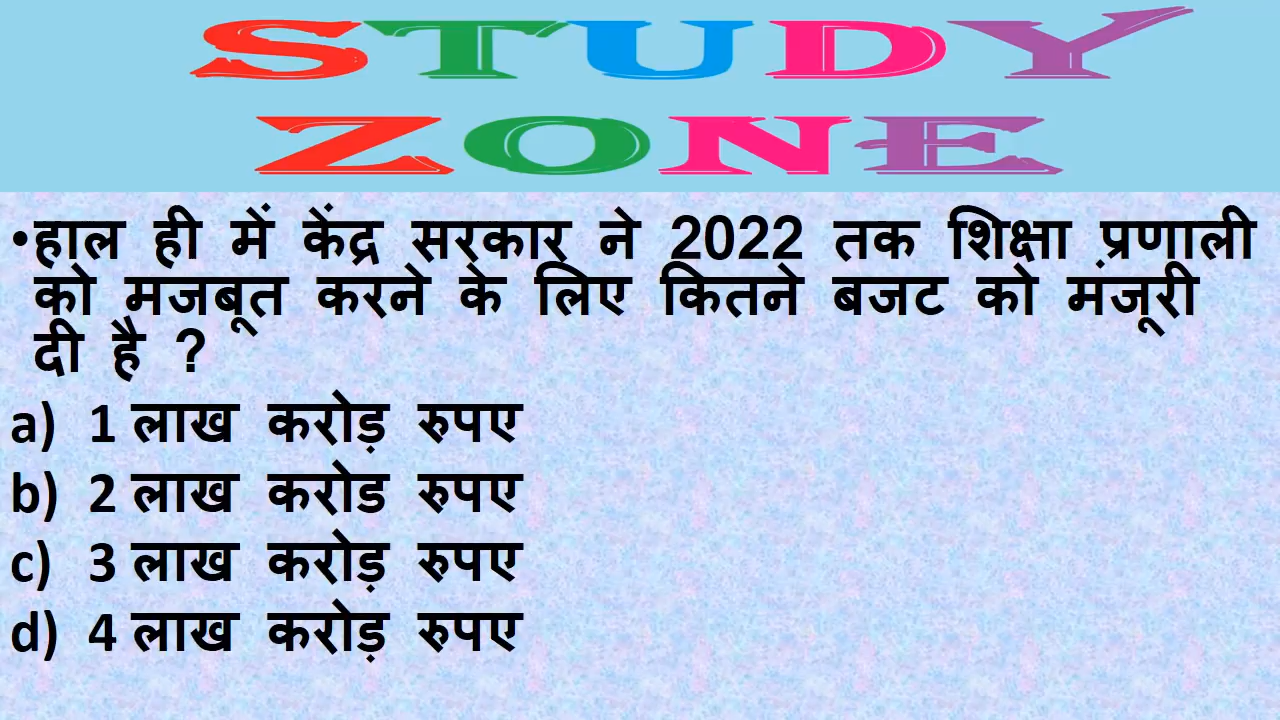 STUDY
ZONE
•हाल ही में केंद्र सरकार ने 2022 तक शिक्षा प्रणाली
को मजबूत करने के लिए कितने बजट को मंजूरी
दी है ?
a) 1 लाख करोड़ रुपए
b) 2 लाख करोड रुपए
c) 3 लाख करोड़ रुपए
d) 4 लाख करोड़ रुपए